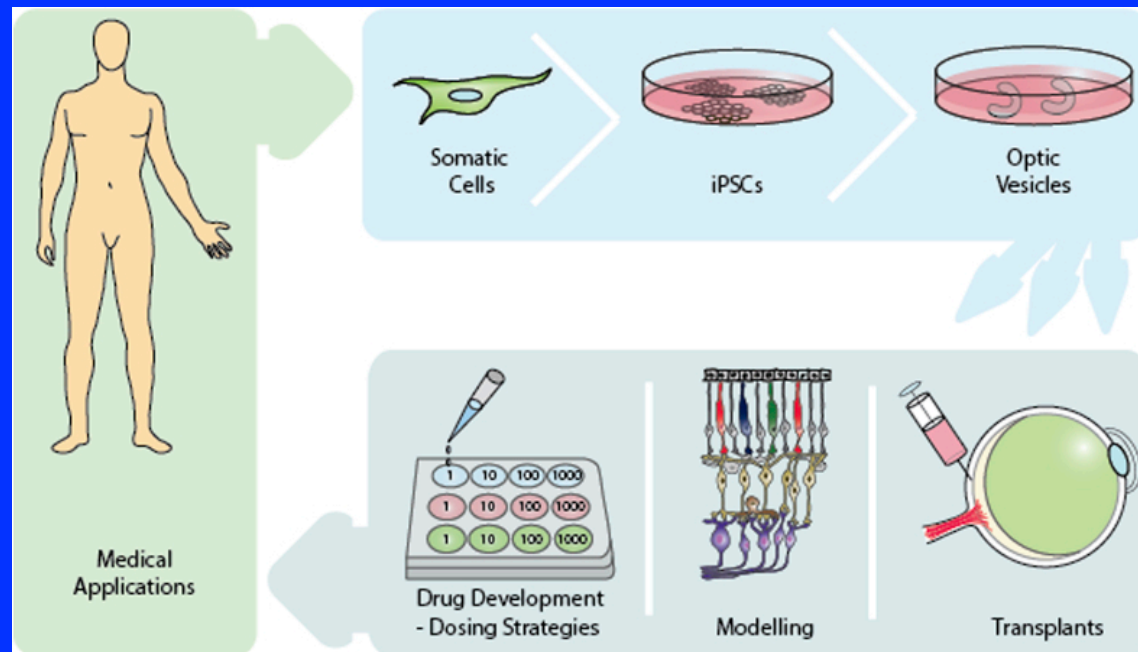 Somatic
Cells
iPSCs
Optic
Vesicles
Medical
Applications
1 10 100 1000
1 10 100 1000
1 10 100 1000
Drug Development
- Dosing Strategies
Modelling
Transplants